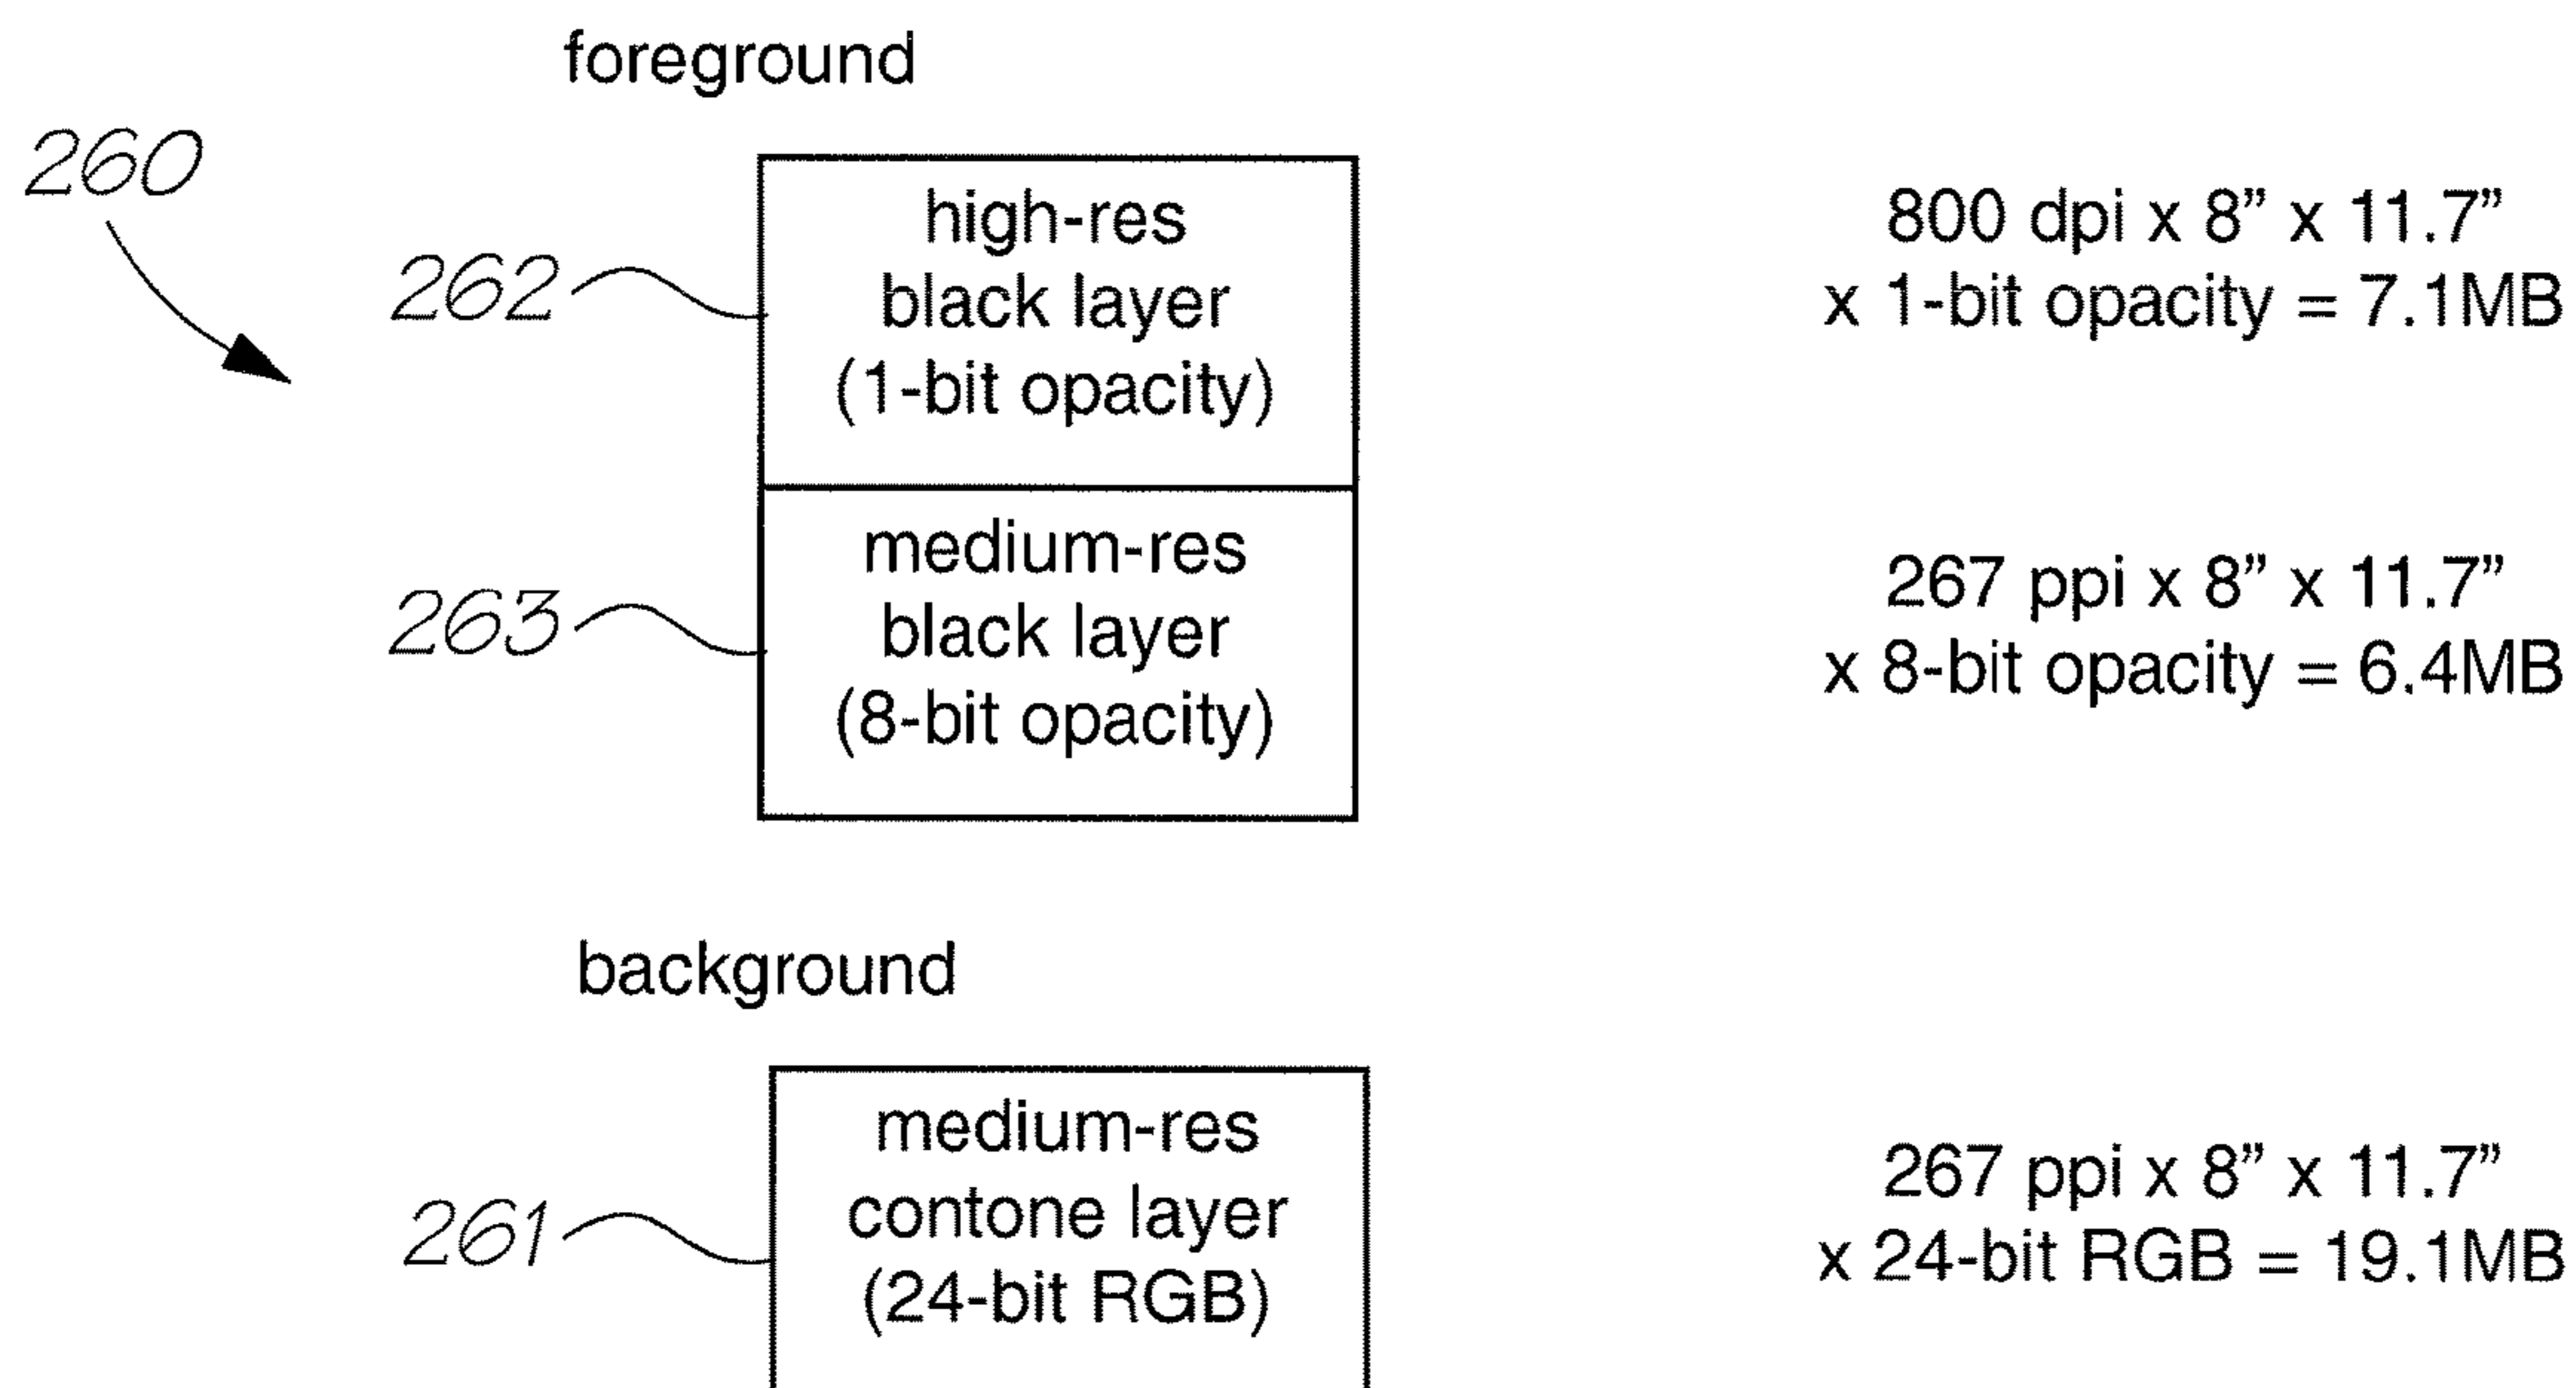 foreground
260
262
high-res
black layer
(1-bit opacity)
800 dpi x 8” x 11.7”
x 1-bit opacity = 7.1MB
263
medium-res
black layer
(8-bit opacity)
267 ppi x 8” x 11.7”
x 8-bit opacity = 6.4MB
background
261
medium-res
contone layer
(24-bit RGB)
267 ppi x 8” x 11.7”
x 24-bit RGB = 19.1MB